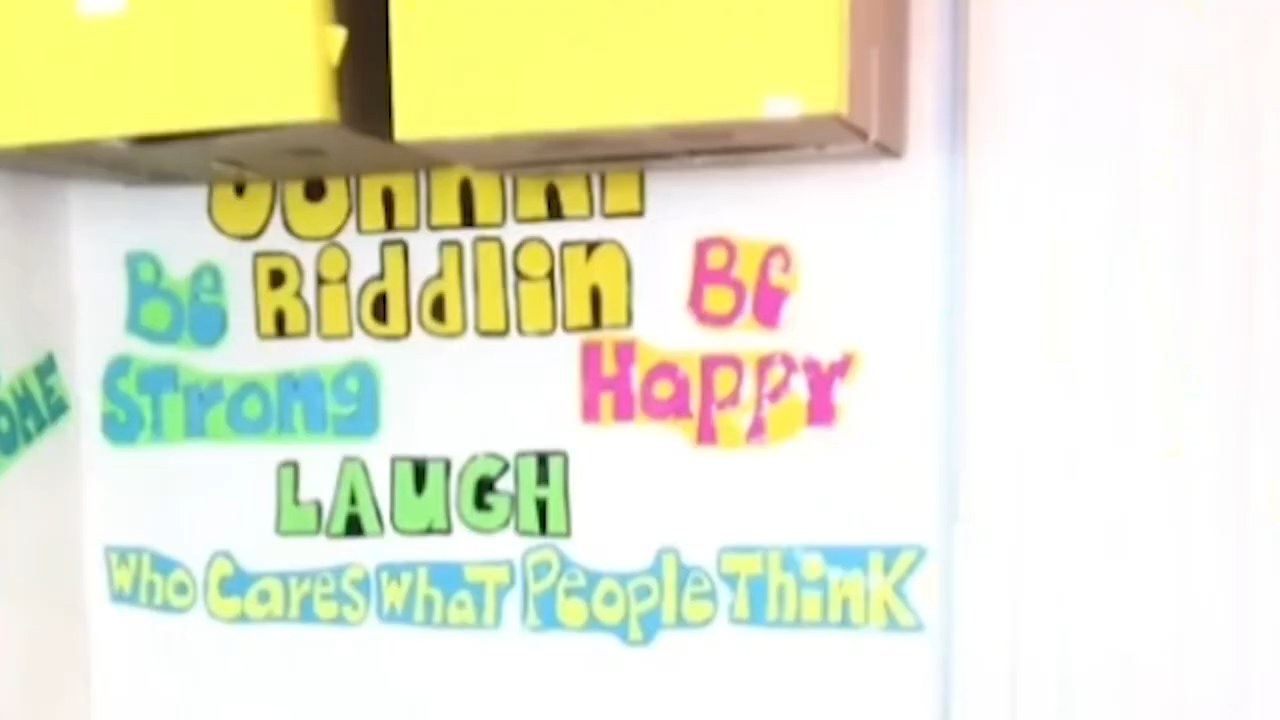 Riddlin
Be Strong
Be Happy
LAUGH
Who Cares What People Think